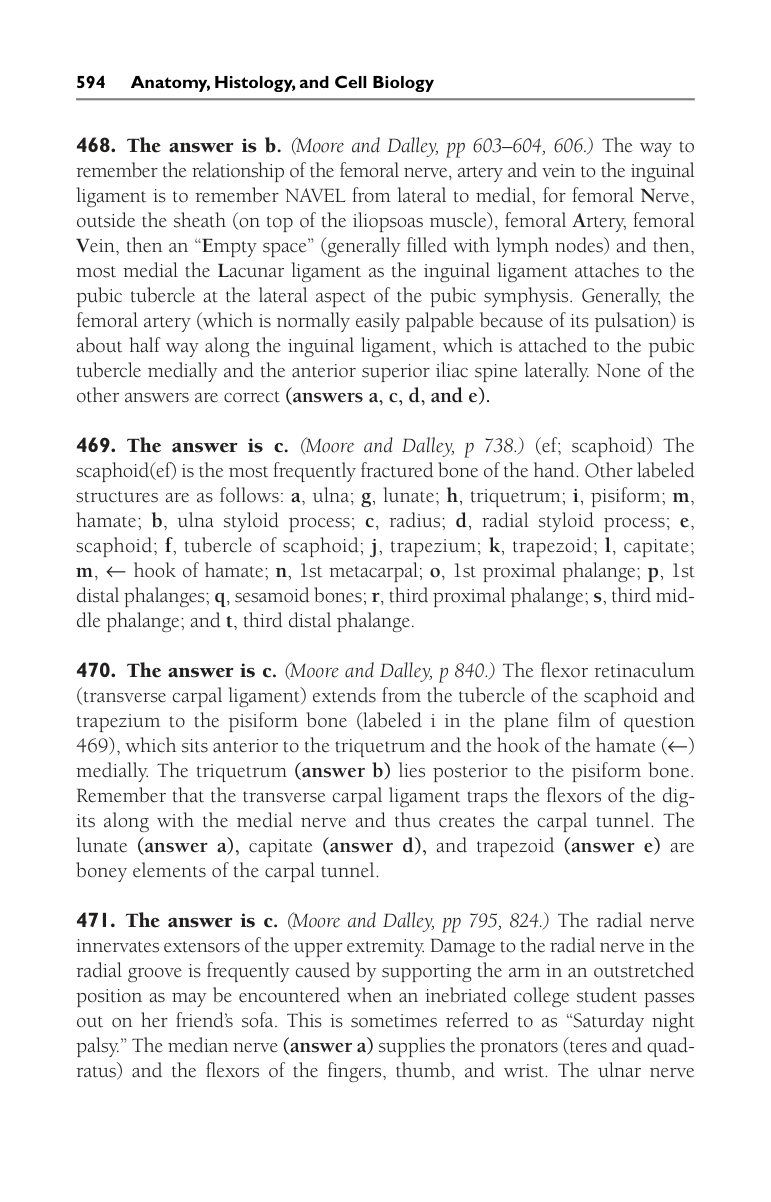 594 Anatomy, Histology, and Cell Biology
468. The answer is b. (Moore and Dalley, pp 603–604, 606.) The way to
remember the relationship of the femoral nerve, artery and vein to the inguinal
ligament is to remember NAVEL from lateral to medial, for femoral Nerve,
outside the sheath (on top of the iliopsoas muscle), femoral Artery, femoral
Vein, then an “Empty space” (generally filled with lymph nodes) and then,
most medial the Lacunar ligament as the inguinal ligament attaches to the
pubic tubercle at the lateral aspect of the pubic symphysis. Generally, the
femoral artery (which is normally easily palpable because of its pulsation) is
about half way along the inguinal ligament, which is attached to the pubic
tubercle medially and the anterior superior iliac spine laterally. None of the
other answers are correct (answers a, c, d, and e).
469. The answer is c. (Moore and Dalley, p 738.) (ef; scaphoid) The
scaphoid(ef) is the most frequently fractured bone of the hand. Other labeled
structures are as follows: a, ulna; g, lunate; h, triquetrum; i, pisiform; m,
hamate; b, ulna styloid process; c, radius; d, radial styloid process; e,
scaphoid; f, tubercle of scaphoid; j, trapezium; k, trapezoid; l, capitate;
m, ← hook of hamate; n, 1st metacarpal; o, 1st proximal phalange; p, 1st
distal phalanges; q, sesamoid bones; r, third proximal phalange; s, third mid-
dle phalange; and t, third distal phalange.
470. The answer is c. (Moore and Dalley, p 840.) The flexor retinaculum
(transverse carpal ligament) extends from the tubercle of the scaphoid and
trapezium to the pisiform bone (labeled i in the plane film of question
469), which sits anterior to the triquetrum and the hook of the hamate (←)
medially. The triquetrum (answer b) lies posterior to the pisiform bone.
Remember that the transverse carpal ligament traps the flexors of the dig-
its along with the medial nerve and thus creates the carpal tunnel. The
lunate (answer a), capitate (answer d), and trapezoid (answer e) are
boney elements of the carpal tunnel.
471. The answer is c. (Moore and Dalley, pp 795, 824.) The radial nerve
innervates extensors of the upper extremity. Damage to the radial nerve in the
radial groove is frequently caused by supporting the arm in an outstretched
position as may be encountered when an inebriated college student passes
out on her friend’s sofa. This is sometimes referred to as “Saturday night
palsy.” The median nerve (answer a) supplies the pronators (teres and quad-
ratus) and the flexors of the fingers, thumb, and wrist. The ulnar nerve